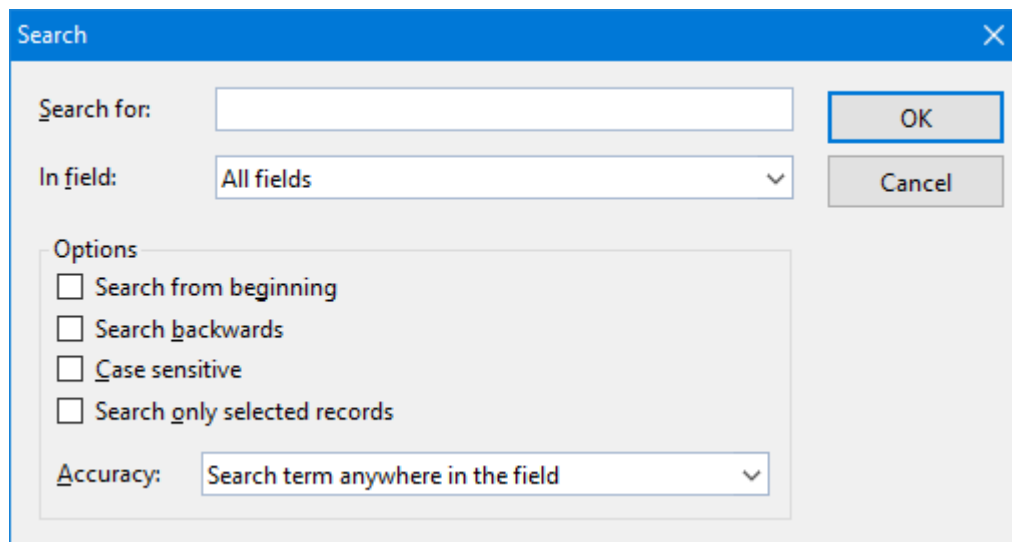 Search
Search for:
OK
In field:
All fields
Cancel
Options
Search from beginning
Search backwards
Case sensitive
Search only selected records
Accuracy:
Search term anywhere in the field